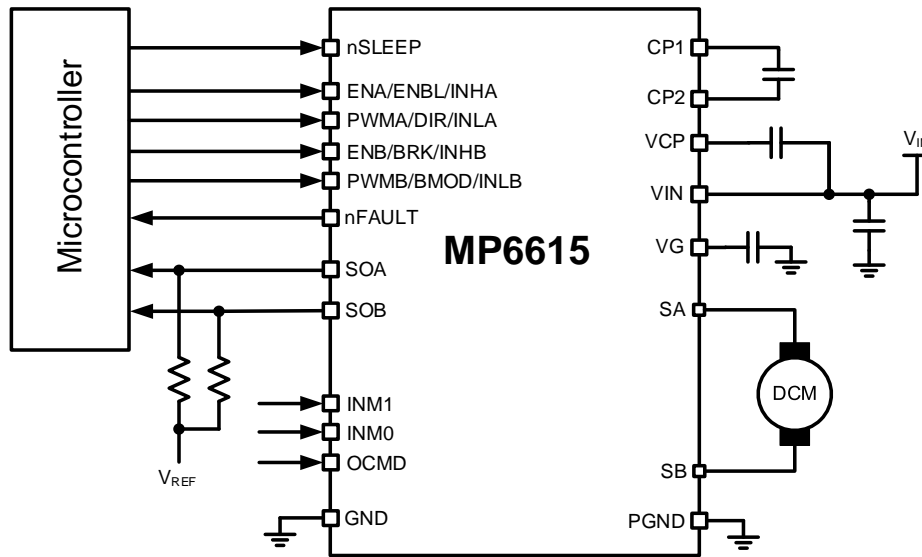 Microcontroller
nSLEEP
ENA/ENBL/INHA
PWMA/DIR/INLA
ENB/BRK/INHB
PWMB/BMOD/INLB
nFAULT
SOA
SOB
INM1
INM0
OCMD
GND
VREF
MP6615
CP1
CP2
VCP
VIN
VG
SA
SB
PGND
DCM